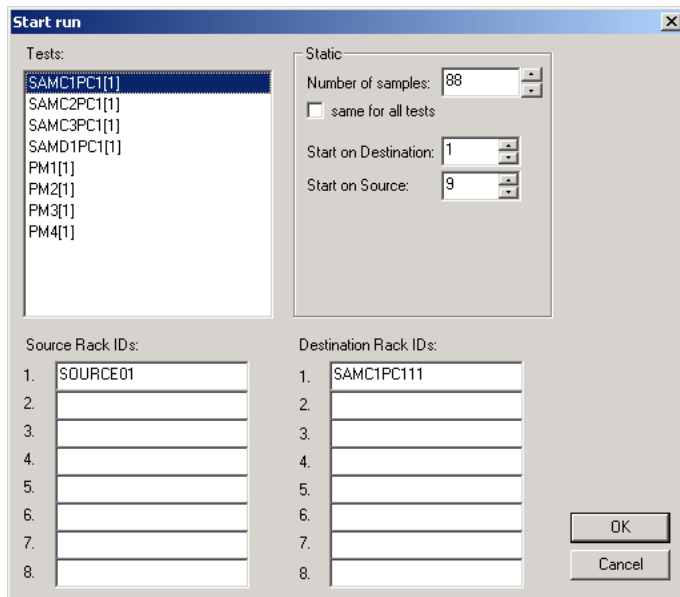 Start run
Tests:
SAMC1PC1[1]
SAMC2PC1[1]
SAMC3PC1[1]
SAMD1PC1[1]
PM1[1]
PM2[1]
PM3[1]
PM4[1]
Static
Number of samples: 88
same for all tests
Start on Destination: 1
Start on Source: 9
Source Rack IDs:
1. SOURCE01
2.
3.
4.
5.
6.
7.
8.
Destination Rack IDs:
1. SAMC1PC111
2.
3.
4.
5.
6.
7.
8.
OK
Cancel